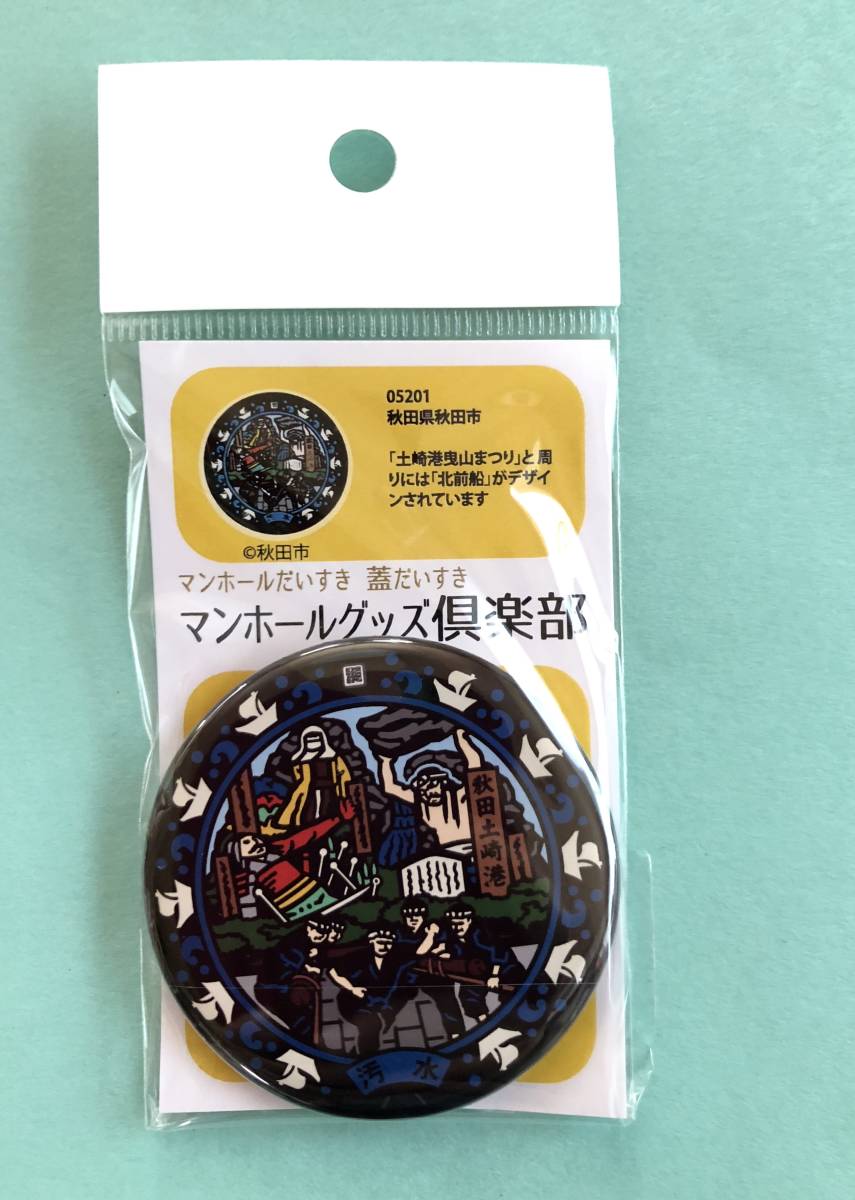 05201
秋田県秋田市
「土崎港曳山まつり」と周
りには「北前船」がデザイ
ンされています
©秋田市
マンホールだいすき 蓋だいすき
マンホールグッズ倶楽部
秋田土崎港
汚水